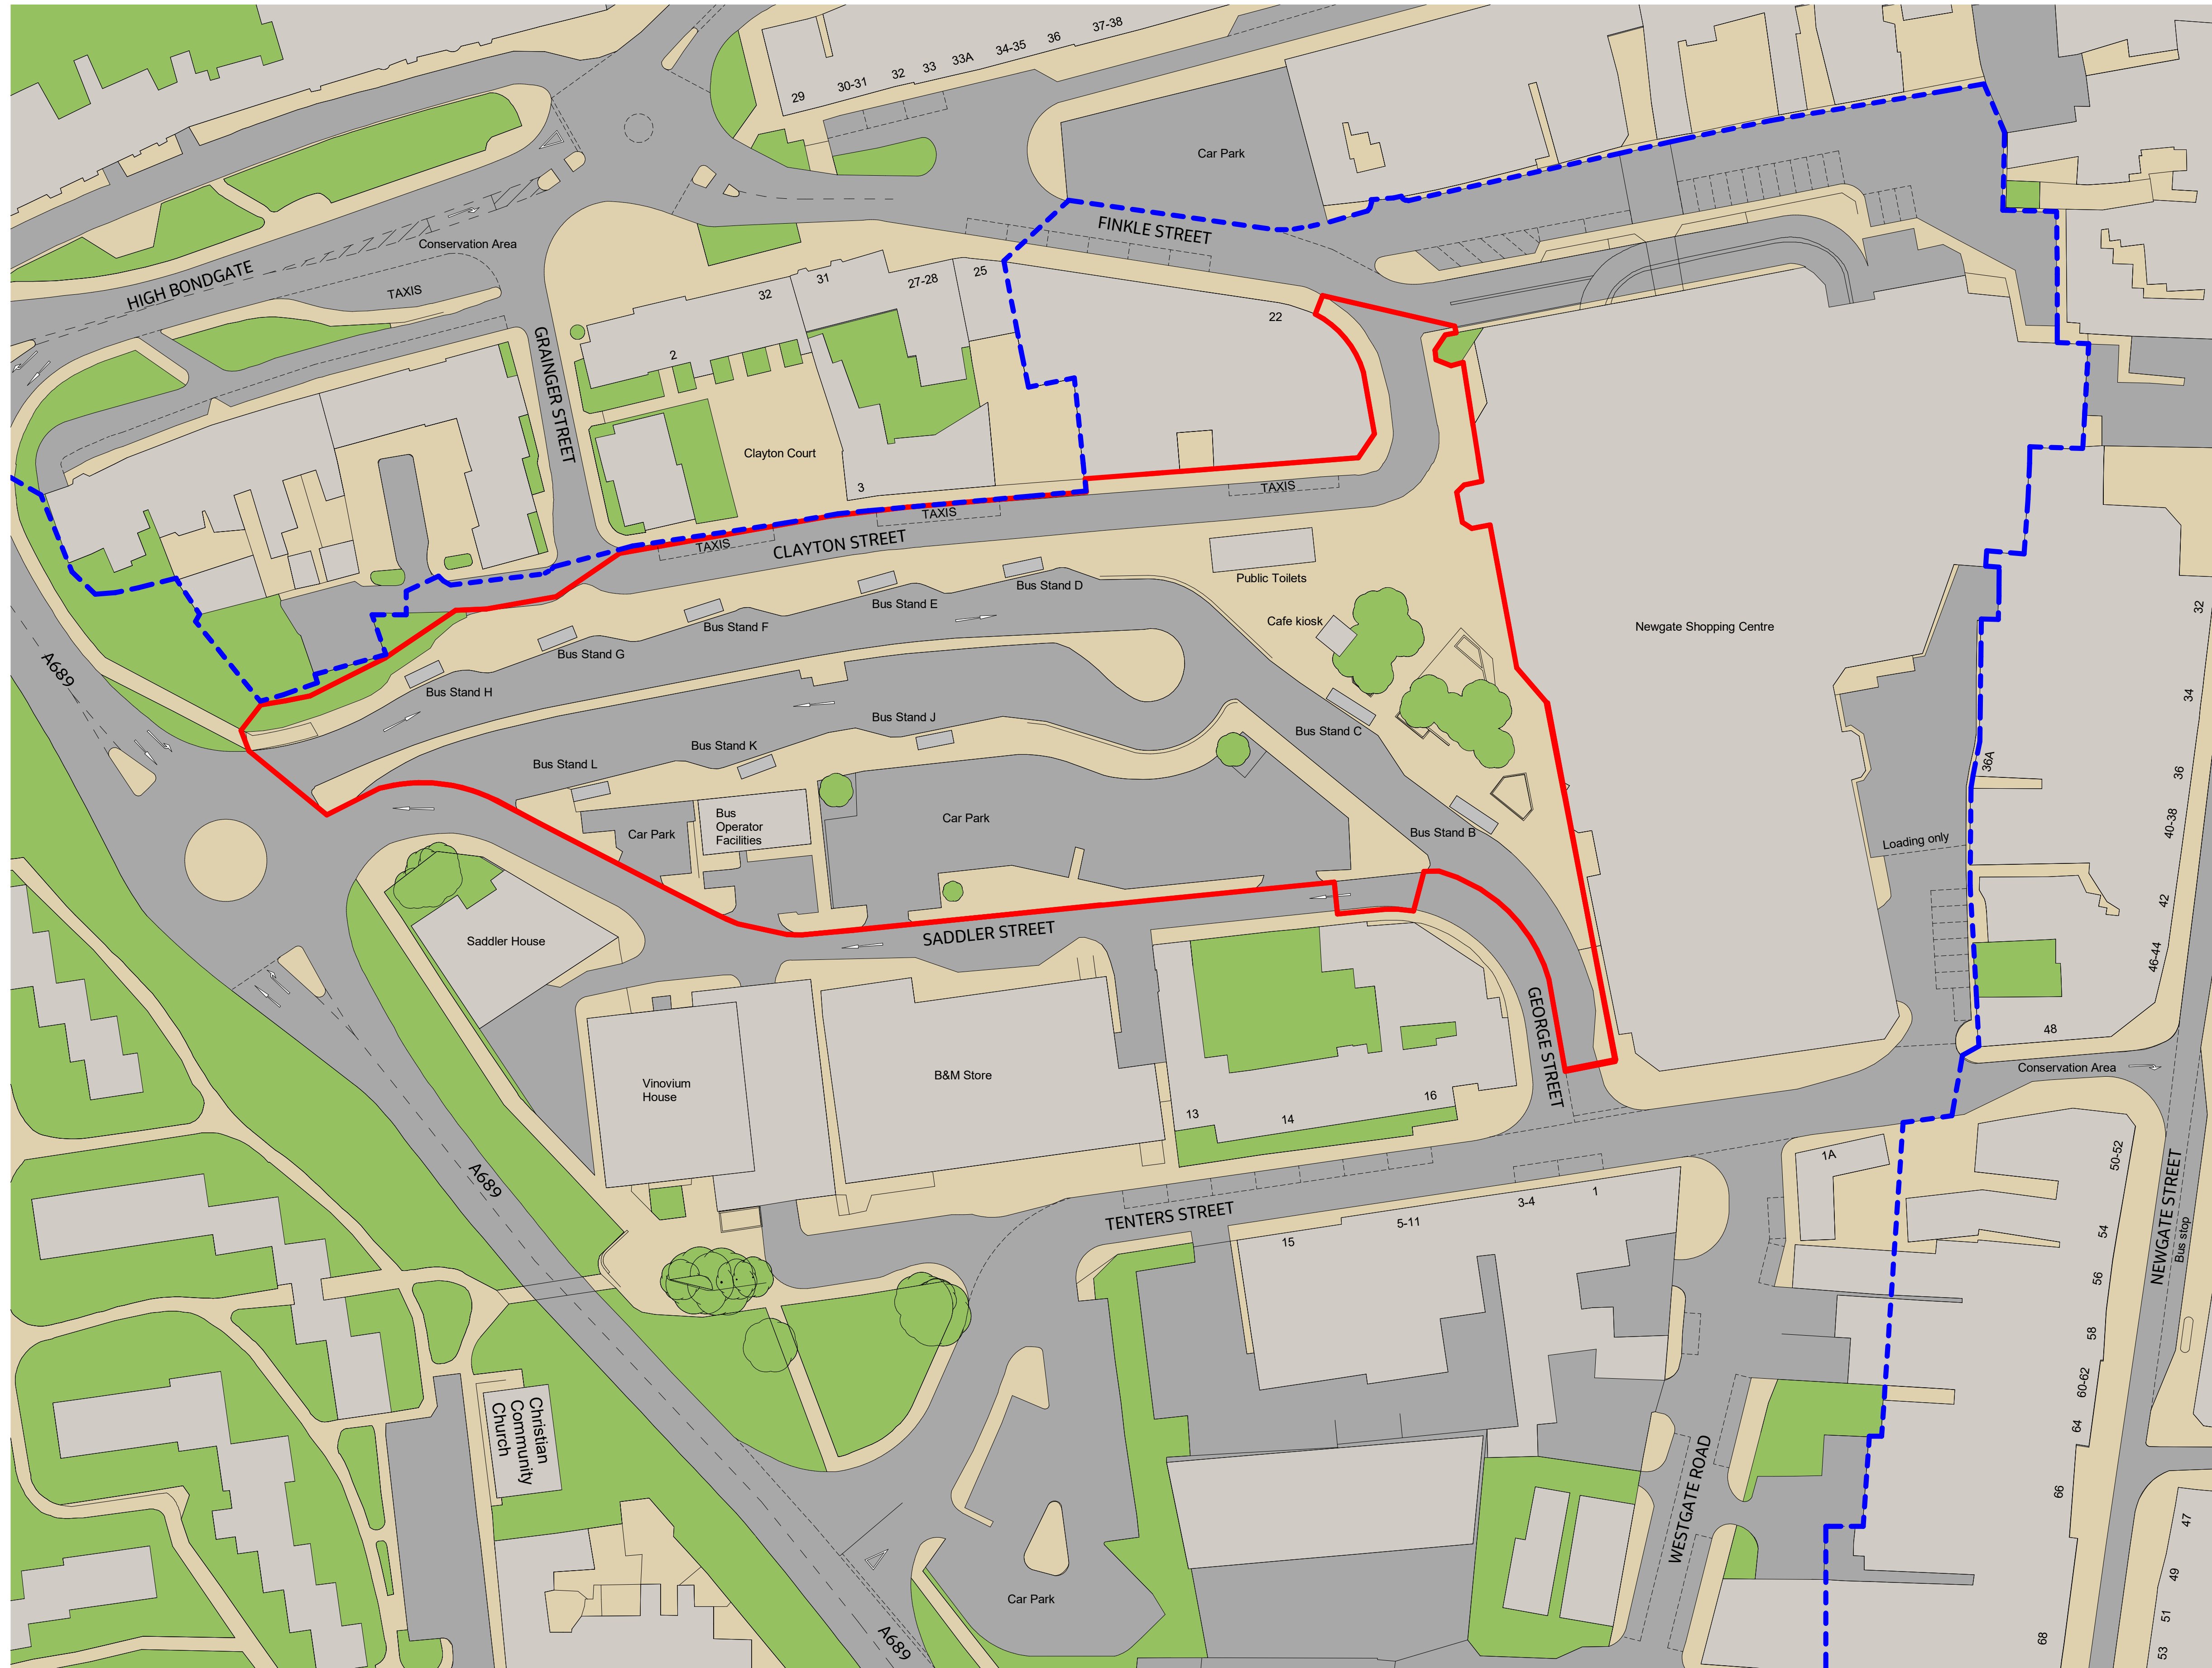 37-38
36
34-35
33A
33
32
30-31
29
Car Park
FINKLE STREET
Conservation Area
HIGH BONDGATE
TAXIS
GRAINGER STREET
32
31
27-28
25
22
2
Clayton Court
3
TAXIS
TAXIS
TAXIS
CLAYTON STREET
Public Toilets
Cafe kiosk
Newgate Shopping Centre
Bus Stand D
Bus Stand E
Bus Stand F
Bus Stand G
Bus Stand H
A689
Bus Stand J
Bus Stand K
Bus Stand L
Bus Stand C
Bus Stand B
Bus
Operator
Facilities
Car Park
Car Park
Loading only
32
34
36A
36
40-38
42
46-44
48
Saddler House
SADDLER STREET
GEORGE STREET
Conservation Area
Vinovium
House
B&M Store
13
14
16
A689
TENTERS STREET
15
5-11
3-4
1
1A
50-52
54
56
58
60-62
64
66
68
NEWGATE STREET
Bus stop
Christian
Community
Church
WESTGATE ROAD
Car Park
A689
47
49
51
53